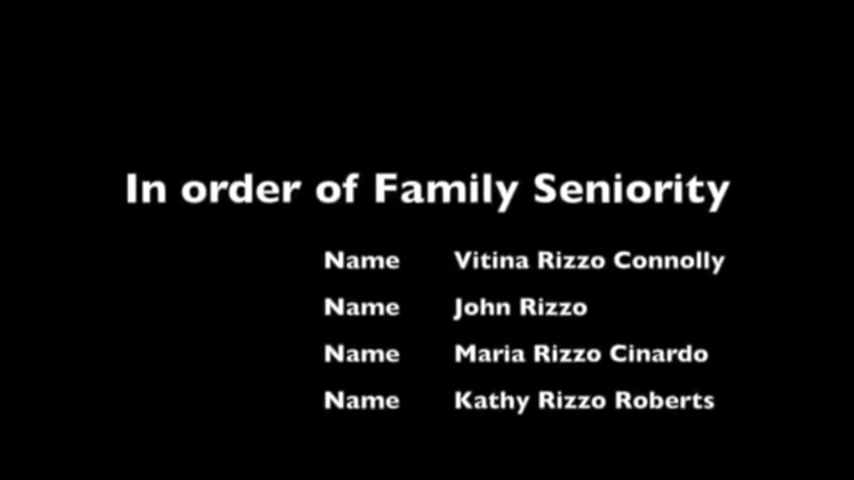 In order of Family Seniority
Name Vitina Rizzo Connolly
Name John Rizzo
Name Maria Rizzo Cinardo
Name Kathy Rizzo Roberts